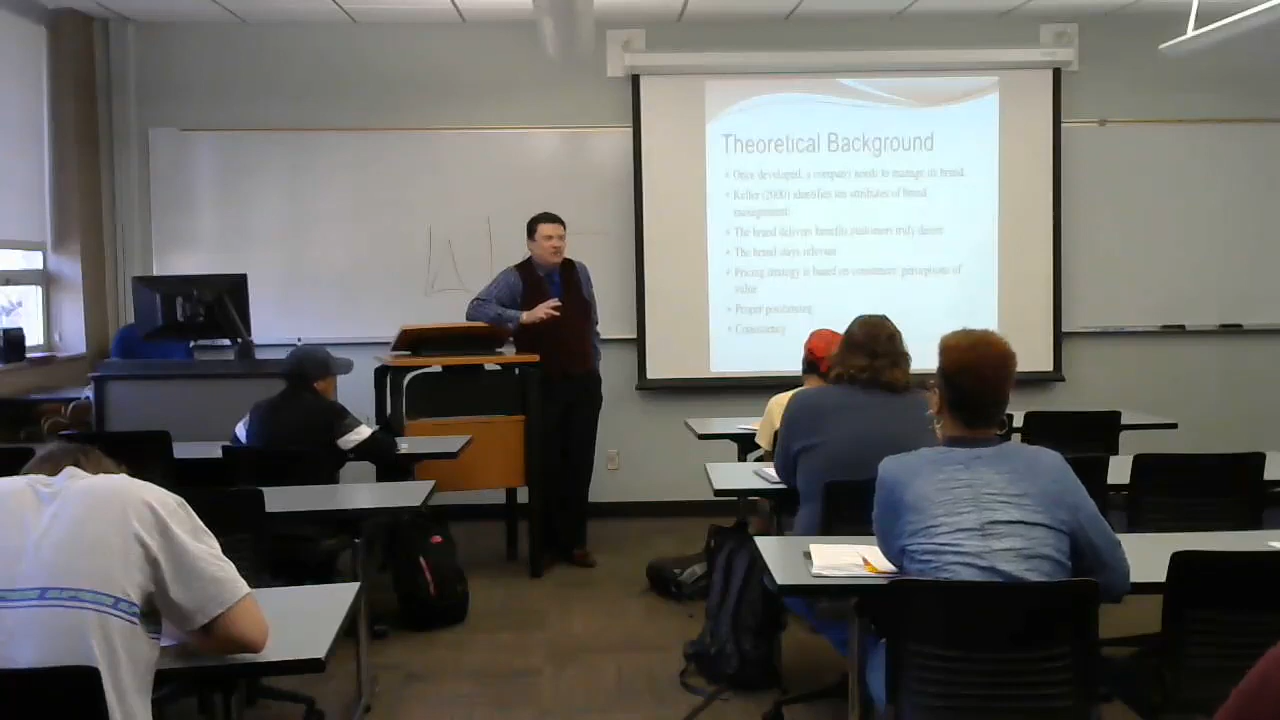 Theoretical Background
• Once developed, a company needs to manage its brand.
• Keller (2000) identifies ten attributes of brand
management:
• The brand delivers benefits customers truly desire
• The brand stays relevant
• Pricing strategy is based on consumers' perceptions of
value
• Proper positioning
• Consistency